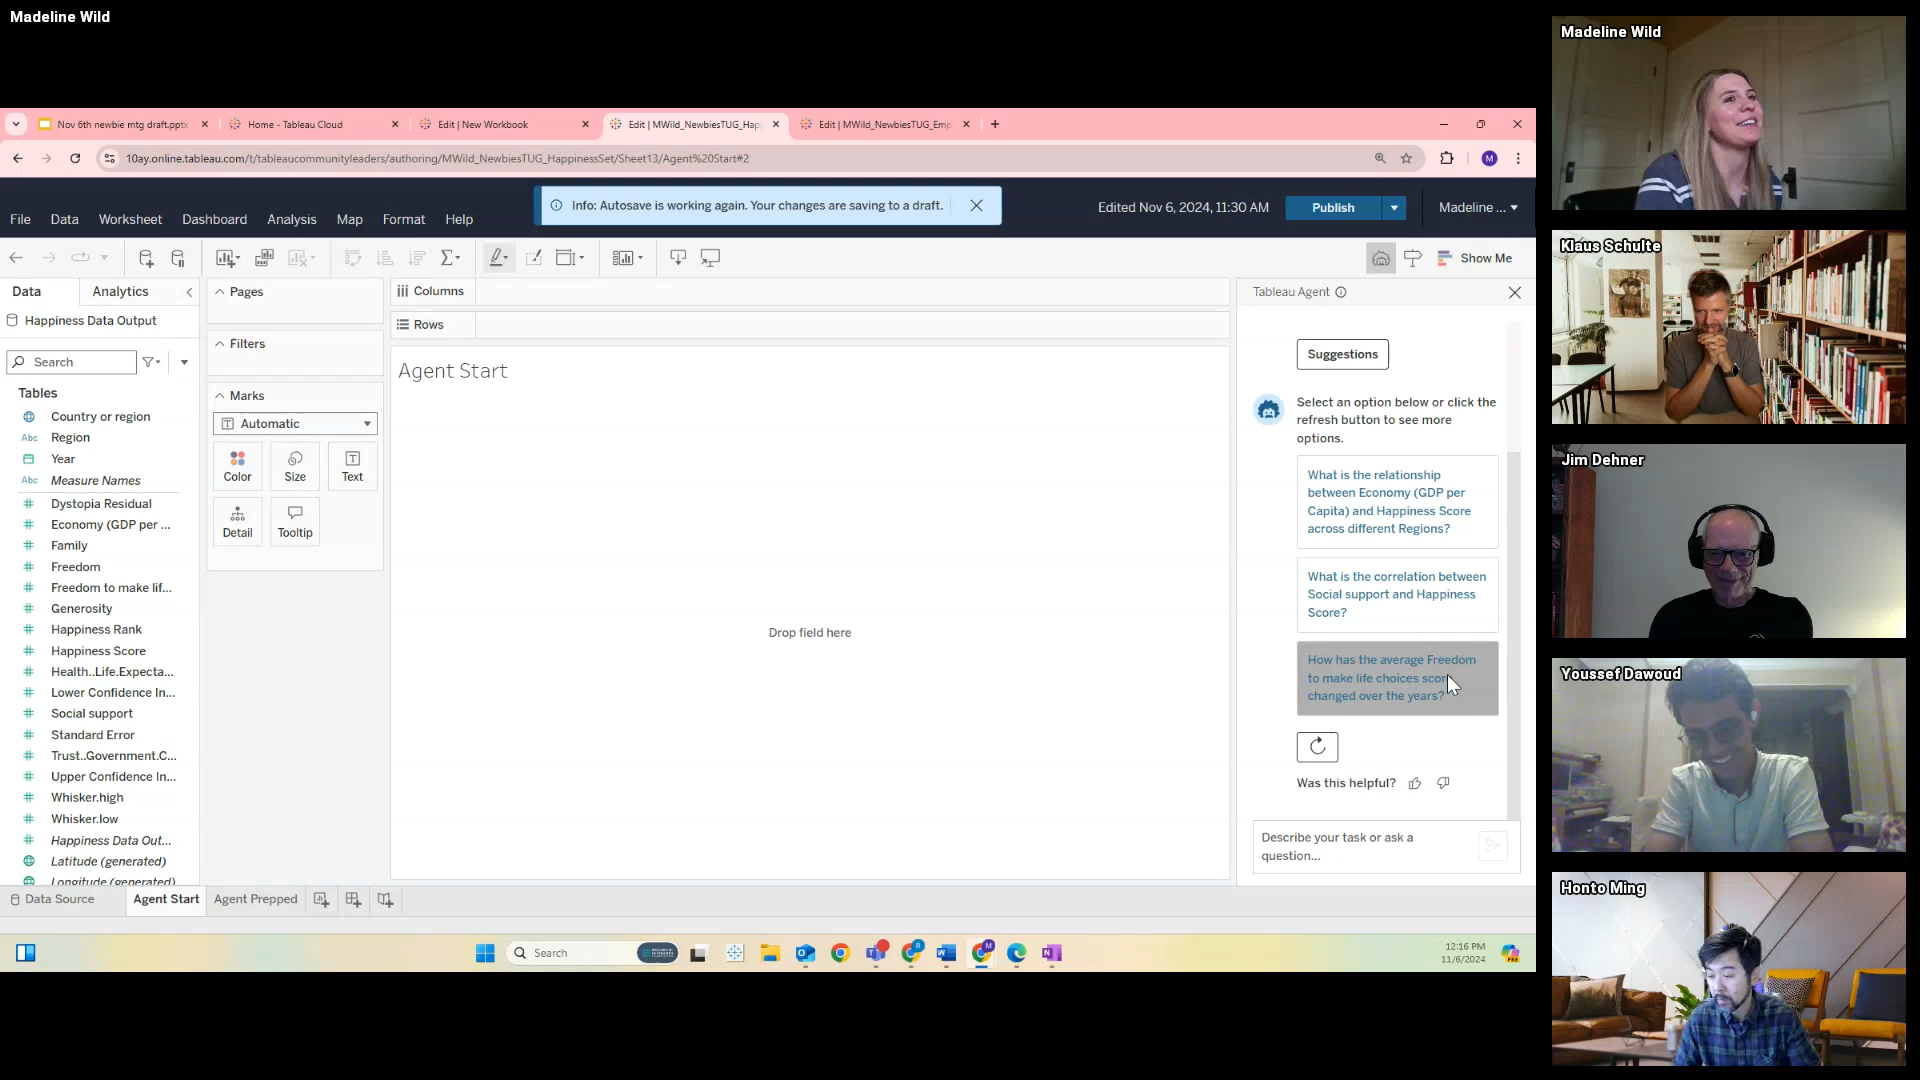 Madeline Wild
Nov 6th newbie mtg draft.pptx
Home - Tableau Cloud
Edit | New Workbook
Edit | MWild_NewbiesTUG_Hap
Edit | MWild_NewbiesTUG_Emp
10ay.online.tableau.com/t/tableaucommunityleaders/authoring/MWild_NewbiesTUG_HappinessSet/Sheet13/Agent%20Start#2
M
Info: Autosave is working again. Your changes are saving to a draft.
Edited Nov 6, 2024, 11:30 AM
Publish
Madeline ...
File Data Worksheet Dashboard Analysis Map Format Help
Show Me
Data
Analytics
Happiness Data Output
Search
Tables
Country or region
Abc Region
Year
Abc Measure Names
Dystopia Residual
Economy (GDP per ...
Family
Freedom
Freedom to make lif...
Generosity
Happiness Rank
Happiness Score
Health..Life.Expecta...
Lower Confidence In...
Social support
Standard Error
Trust..Government.C...
Upper Confidence In...
Whisker.high
Whisker.low
Happiness Data Out...
Latitude (generated)
Longitude (generated)
Pages
Filters
Marks
Automatic
Color
Size
Text
Detail
Tooltip
Columns
Rows
Agent Start
Drop field here
Tableau Agent
Suggestions
Select an option below or click the
refresh button to see more
options.
What is the relationship
between Economy (GDP per
Capita) and Happiness Score
across different Regions?
What is the correlation between
Social support and Happiness
Score?
How has the average Freedom
to make life choices score
changed over the years?
Was this helpful?
Describe your task or ask a
question...
Data Source
Agent Start
Agent Prepped
Search
12:16 PM
11/6/2024
Madeline Wild
Klaus Schulte
Jim Dehner
Youssef Dawoud
Honto Ming